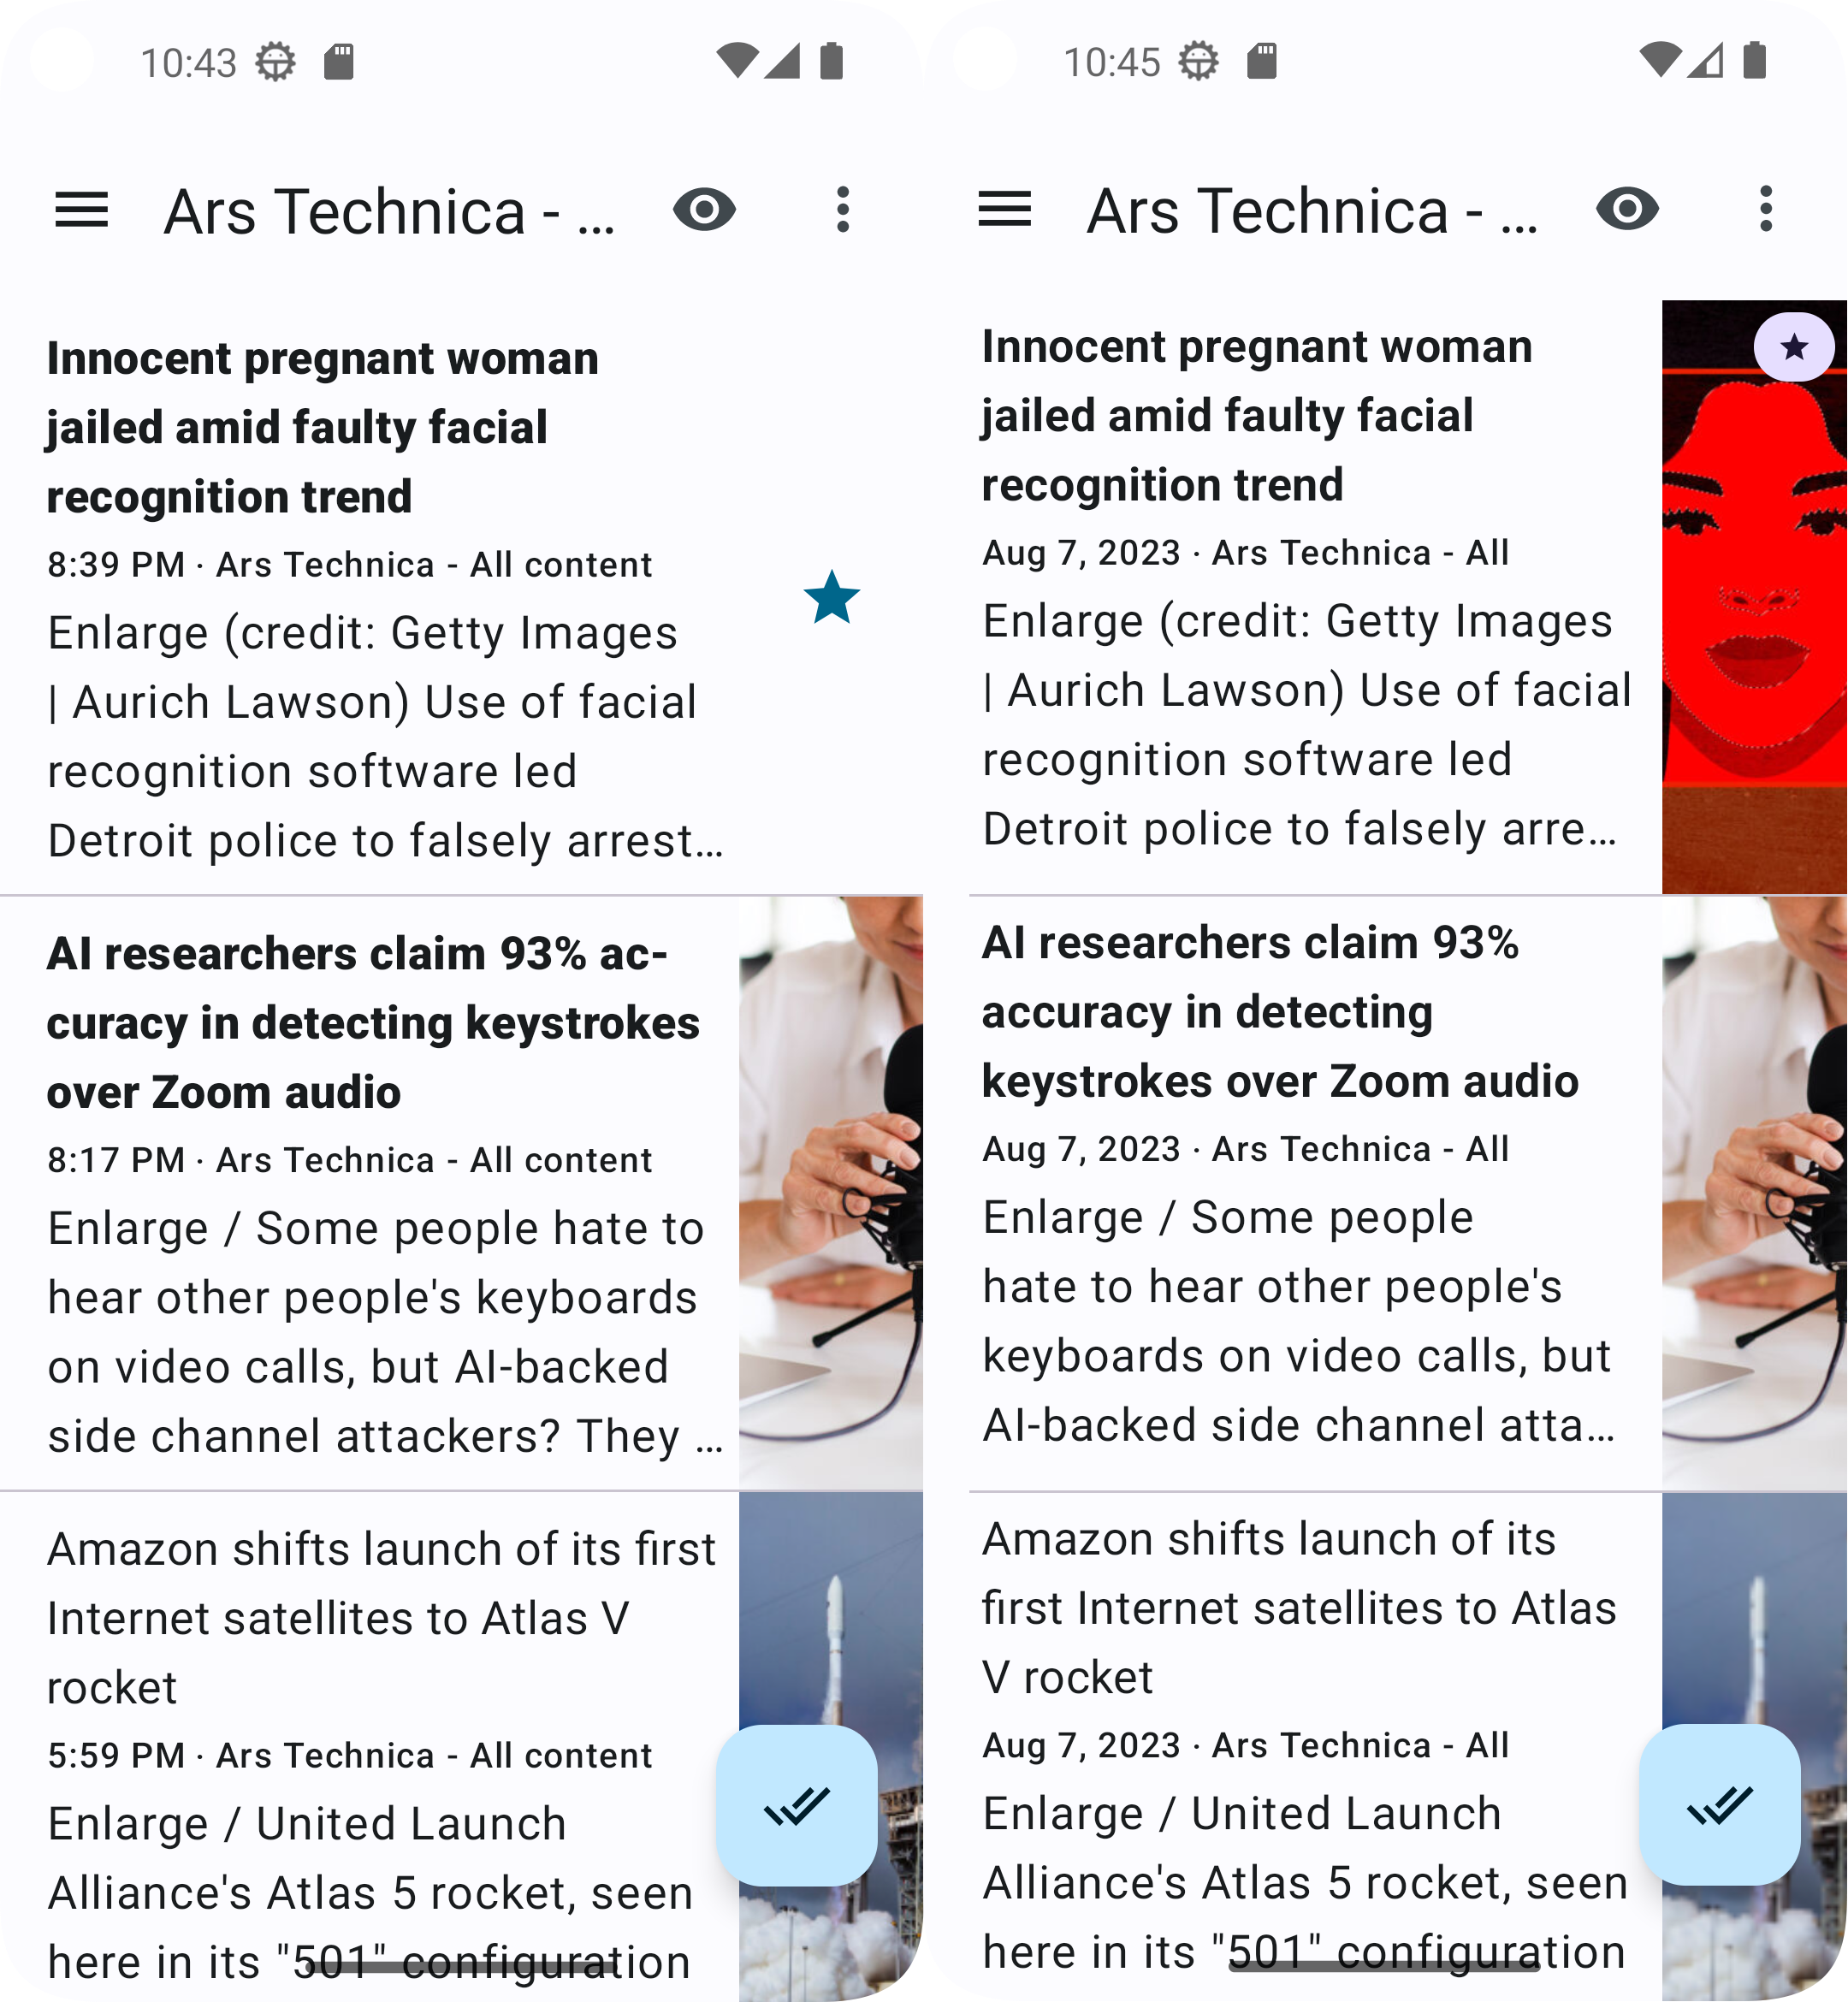 10:43
Ars Technica - ...
Innocent pregnant woman
jailed amid faulty facial
recognition trend
8:39 PM · Ars Technica - All content
Enlarge (credit: Getty Images
| Aurich Lawson) Use of facial
recognition software led
Detroit police to falsely arrest...
AI researchers claim 93% ac-
curacy in detecting keystrokes
over Zoom audio
8:17 PM · Ars Technica - All content
Enlarge / Some people hate to
hear other people's keyboards
on video calls, but AI-backed
side channel attackers? They ...
Amazon shifts launch of its first
Internet satellites to Atlas V
rocket
5:59 PM · Ars Technica - All content
Enlarge / United Launch
Alliance's Atlas 5 rocket, seen
here in its "501" configuration
10:45
Ars Technica - ...
Innocent pregnant woman
jailed amid faulty facial
recognition trend
Aug 7, 2023 · Ars Technica - All
Enlarge (credit: Getty Images
| Aurich Lawson) Use of facial
recognition software led
Detroit police to falsely arre...
AI researchers claim 93%
accuracy in detecting
keystrokes over Zoom audio
Aug 7, 2023 · Ars Technica - All
Enlarge / Some people
hate to hear other people's
keyboards on video calls, but
AI-backed side channel atta...
Amazon shifts launch of its
first Internet satellites to Atlas
V rocket
Aug 7, 2023 · Ars Technica - All
Enlarge / United Launch
Alliance's Atlas 5 rocket, seen
here in its "501" configuration